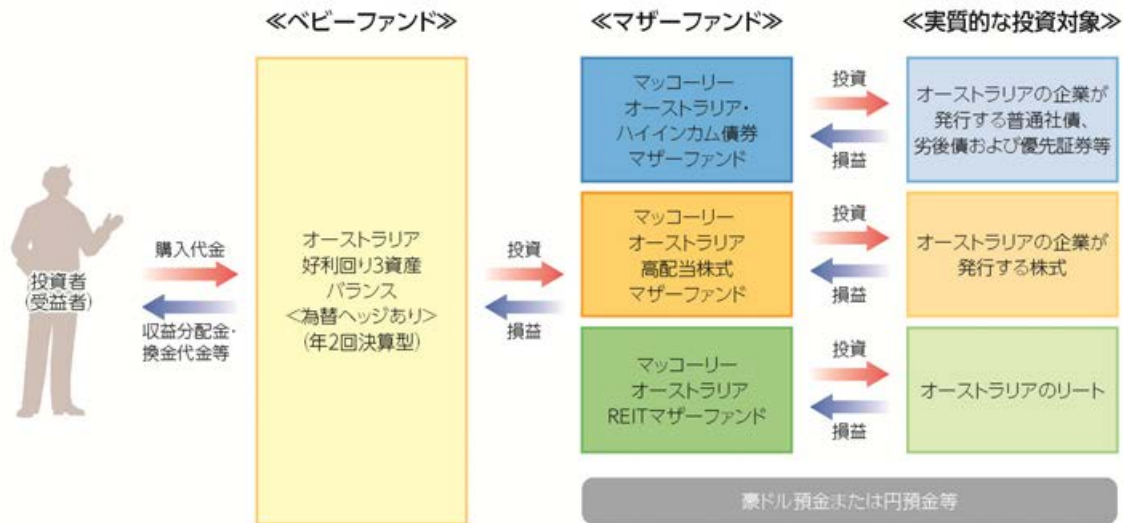 ≪ベビーファンド≫
≪マザーファンド≫
≪実質的な投資対象≫
投資者
(受益者)
購入代金
収益分配金・
換金代金等
オーストラリア
好利回り3資産
バランス
<為替ヘッジあり>
(年2回決算型)
投資
損益
マッコーリー
オーストラリア・
ハイインカム債券
マザーファンド
投資
損益
オーストラリアの企業が
発行する普通社債、
劣後債および優先証券等
マッコーリー
オーストラリア
高配当株式
マザーファンド
投資
損益
オーストラリアの企業が
発行する株式
マッコーリー
オーストラリア
REITマザーファンド
投資
損益
オーストラリアのリート
豪ドル預金または円預金等